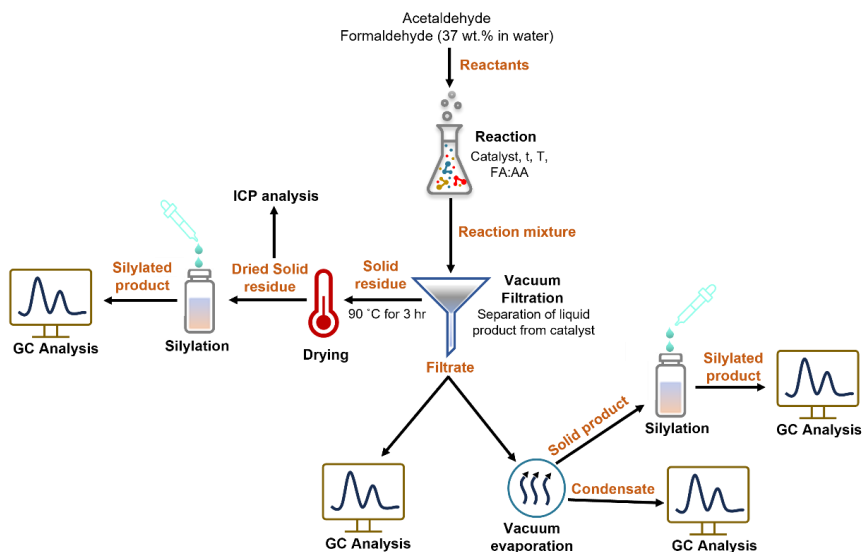 Acetaldehyde
Formaldehyde (37 wt.% in water)
Reactants
Reaction
Catalyst, t, T,
FA:AA
Reaction mixture
ICP analysis
Silylated
product
Dried Solid
residue
Solid
residue
90 ˚C for 3 hr
Vacuum
Filtration
Separation of liquid
product from catalyst
GC Analysis
Silylation
Drying
Filtrate
Solid product
Silylation
Silylated
product
GC Analysis
Condensate
GC Analysis
Vacuum
evaporation
GC Analysis